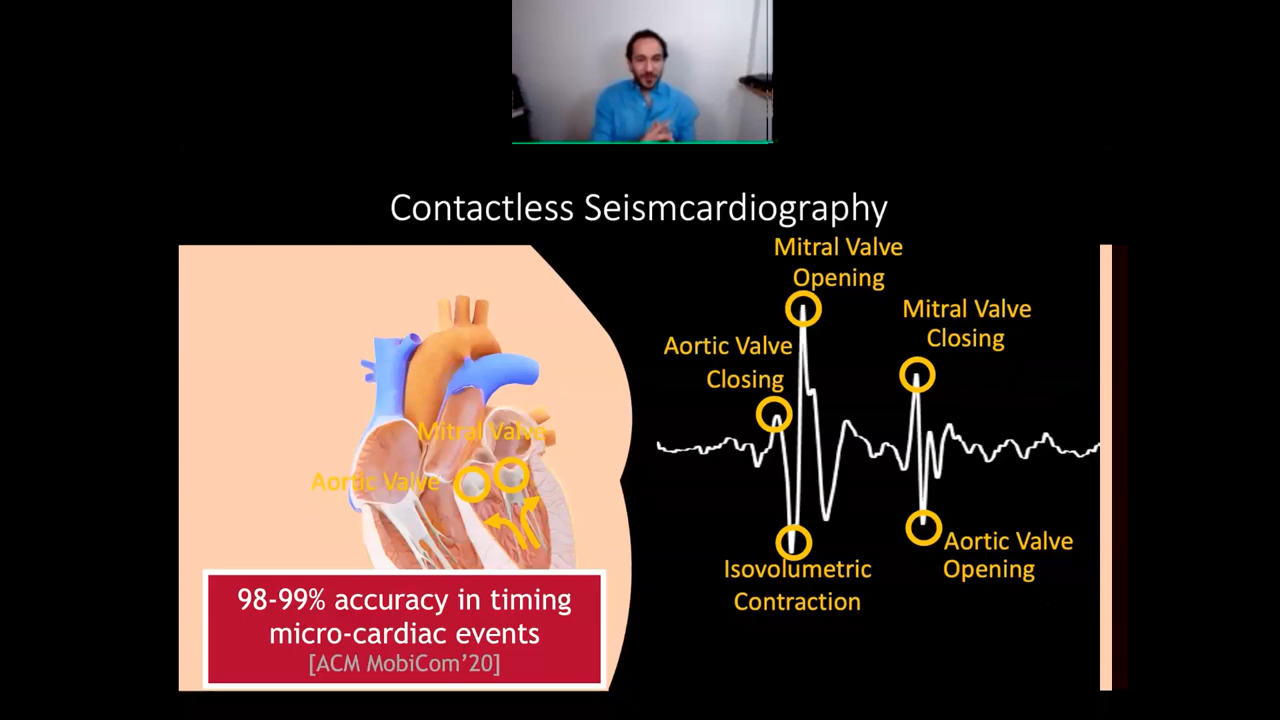 Contactless Seismcardiography
Mitral Valve
Opening
Mitral Valve
Closing
Aortic Valve
Closing
Mitral Valve
Aortic Valve
Aortic Valve
Opening
Isovolumetric
Contraction
98-99% accuracy in timing
micro-cardiac events
[ACM MobiCom’20]